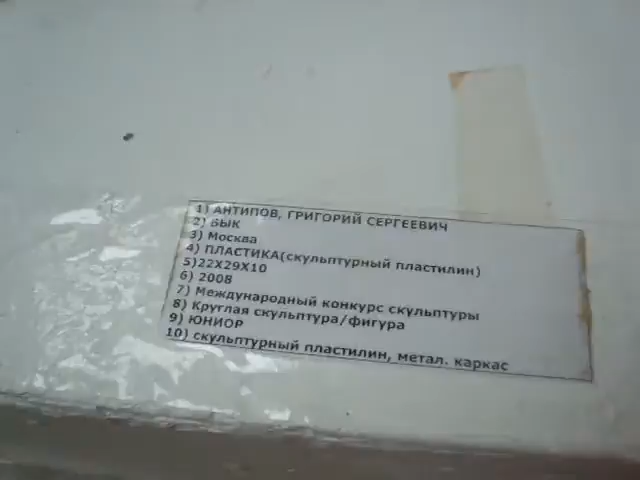 1) АНТИПОВ, ГРИГОРИЙ СЕРГЕЕВИЧ
2) БЫК
3) Москва
4) ПЛАСТИКА(скульптурный пластилин)
5)22Х29Х10
6) 2008
7) Международный конкурс скульптуры
8) Круглая скульптура/фигура
9) ЮНИОР
10) скульптурный пластилин, метал. каркас